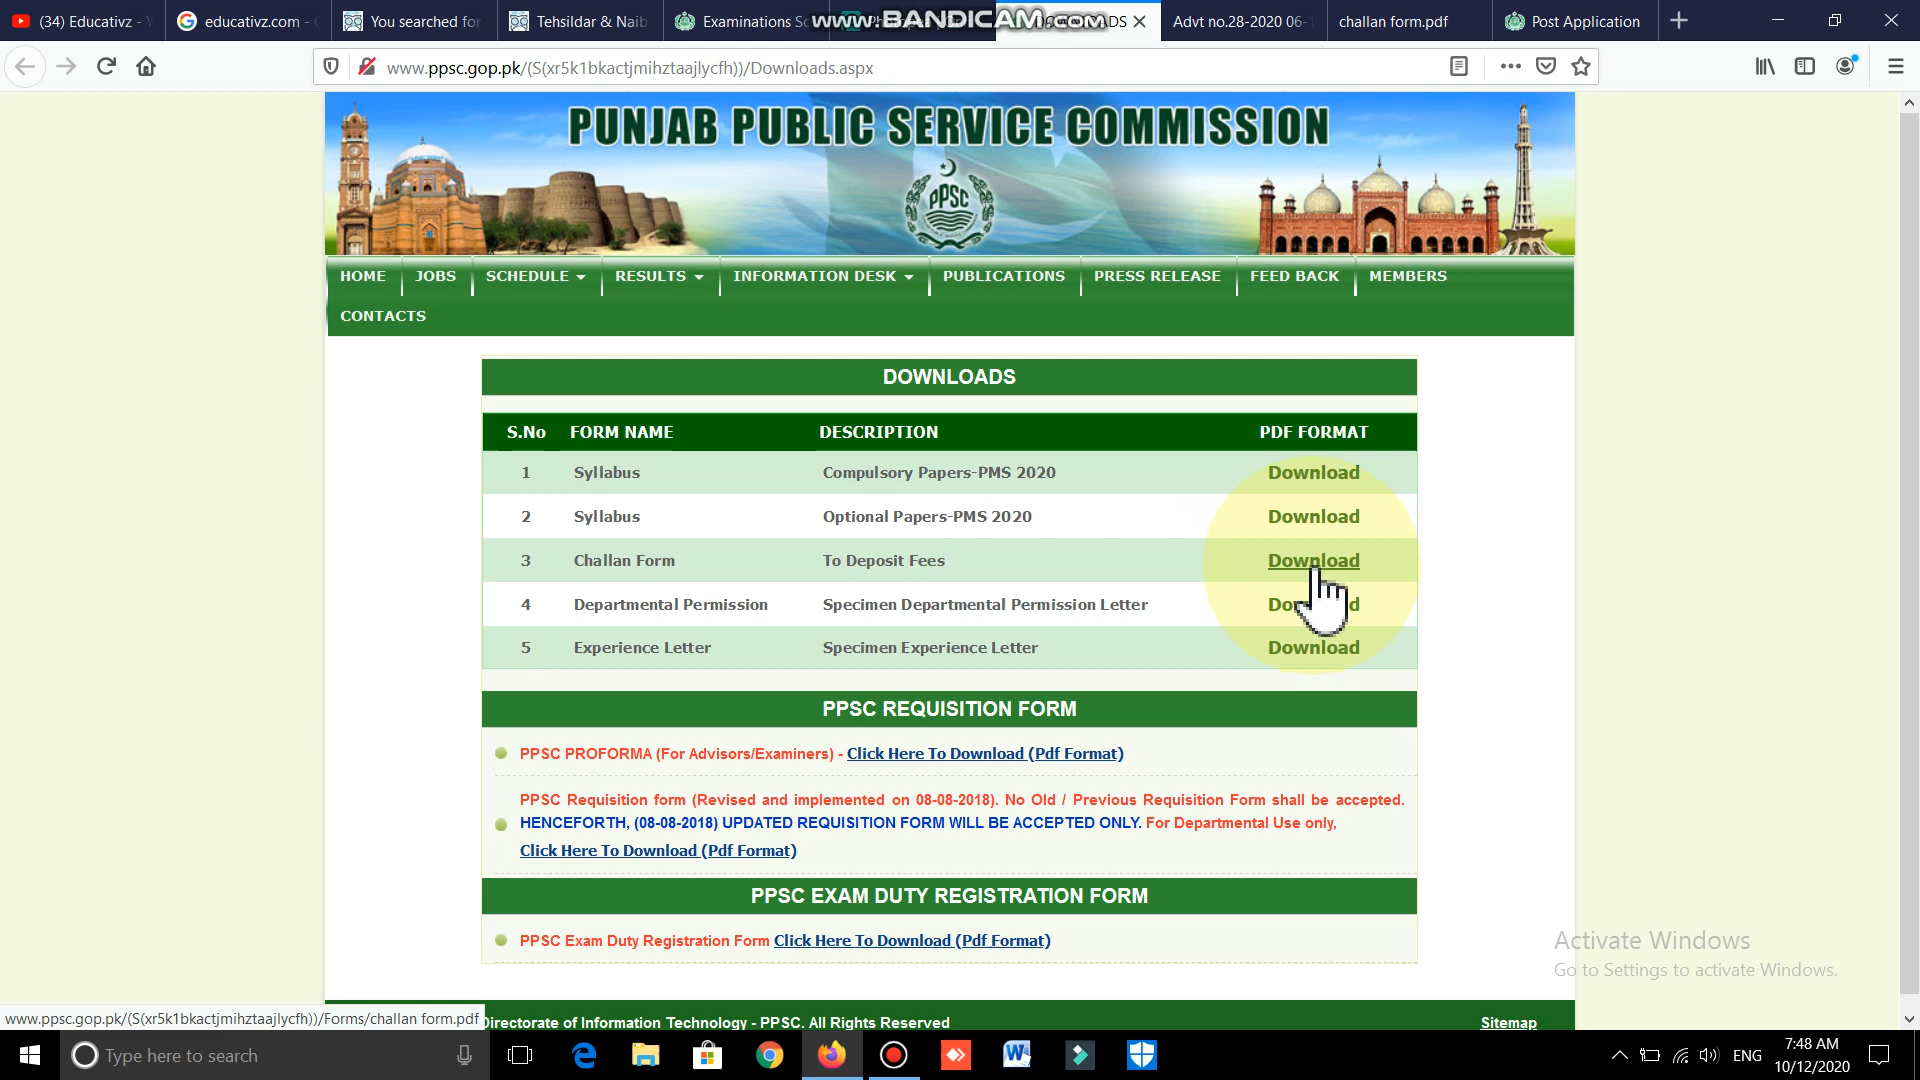 (34) Educativz -
educativz.com -
You searched for
Tehsildar & Naib
Examinations Sc
www.BANDICAM.com
Advt no.28-2020 06-1
challan form.pdf
Post Application
www.ppsc.gop.pk/(S(xr5k1bkactjmihztaajlycfh))/Downloads.aspx
PUNJAB PUBLIC SERVICE COMMISSION
PPSC
HOME JOBS SCHEDULE RESULTS INFORMATION DESK PUBLICATIONS PRESS RELEASE FEED BACK MEMBERS
CONTACTS
DOWNLOADS
S.No FORM NAME DESCRIPTION PDF FORMAT
1 Syllabus Compulsory Papers-PMS 2020 Download
2 Syllabus Optional Papers-PMS 2020 Download
3 Challan Form To Deposit Fees Download
4 Departmental Permission Specimen Departmental Permission Letter
5 Experience Letter Specimen Experience Letter Download
PPSC REQUISITION FORM
PPSC PROFORMA (For Advisors/Examiners) - Click Here To Download (Pdf Format)
PPSC Requisition form (Revised and implemented on 08-08-2018). No Old / Previous Requisition Form shall be accepted.
HENCEFORTH, (08-08-2018) UPDATED REQUISITION FORM WILL BE ACCEPTED ONLY. For Departmental Use only,
Click Here To Download (Pdf Format)
PPSC EXAM DUTY REGISTRATION FORM
PPSC Exam Duty Registration Form Click Here To Download (Pdf Format)
Activate Windows
Go to Settings to activate Windows.
www.ppsc.gop.pk/(S(xr5k1bkactjmihztaajlycfh))/Forms/challan form.pdf
Directorate of Information Technology - PPSC. All Rights Reserved
Sitemap
Type here to search
ENG
7:48 AM
10/12/2020